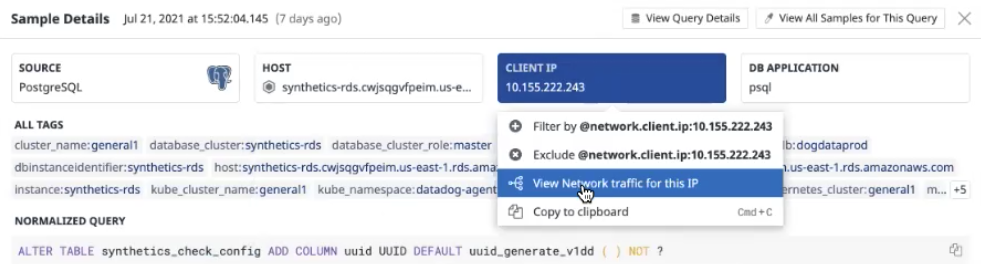 Sample Details Jul 21, 2021 at 15:52:04.145 (7 days ago) View Query Details View All Samples for This Query
SOURCE
PostgreSQL
HOST
synthetics-rds.cwjsqgvfpeim.us-e...
CLIENT IP
10.155.222.243
DB APPLICATION
psql
Filter by @network.client.ip:10.155.222.243
Exclude @network.client.ip:10.155.222.243
View Network traffic for this IP
Copy to clipboard Cmd+C
ALL TAGS
cluster_name:general1 database_cluster:synthetics-rds database_cluster_role:master lb:dogdataprod
dbinstanceidentifier:synthetics-rds host:synthetics-rds.cwjsqgvfpeim.us-east-1.rds.ama n.us-east-1.rds.amazonaws.com
instance:synthetics-rds kube_cluster_name:general1 kube_namespace:datadog-agent ernetes_cluster:general1 m... +5
NORMALIZED QUERY
ALTER TABLE synthetics_check_config ADD COLUMN uuid UUID DEFAULT uuid_generate_v1dd ( ) NOT ?